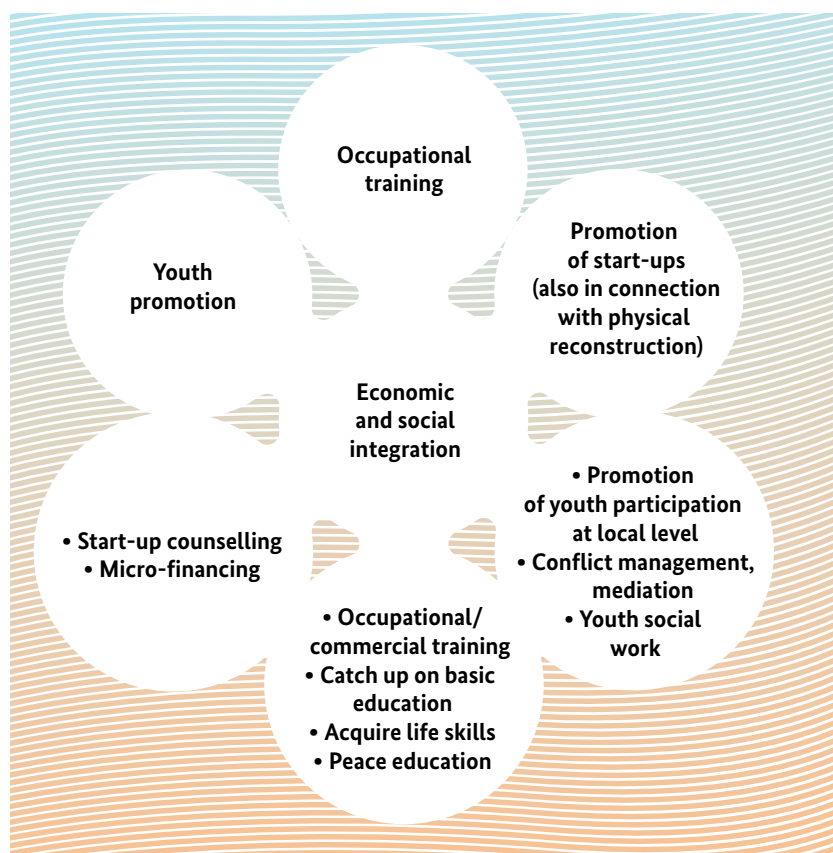 Occupational
training
Youth
promotion
Promotion
of start-ups
(also in connection
with physical
reconstruction)
Economic
and social
integration
• Start-up counselling
• Micro-financing
• Promotion
of youth participation
at local level
• Conflict management,
mediation
• Youth social
work
• Occupational/
commercial training
• Catch up on basic
education
• Acquire life skills
• Peace education